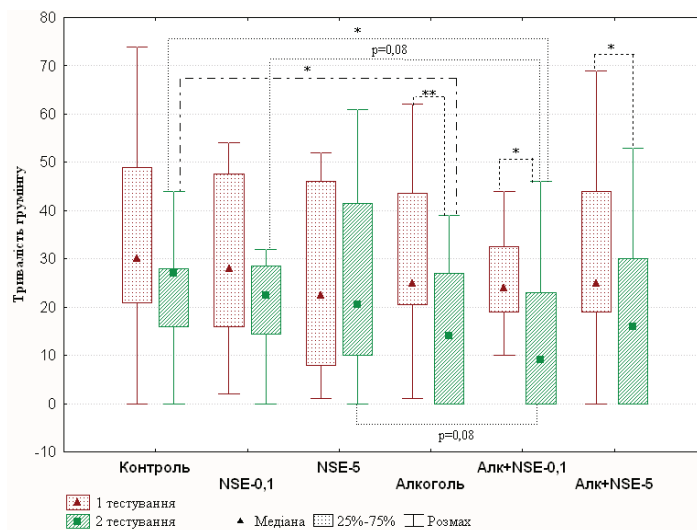 80
70
60
50
40
30
20
10
0
-10
Тривалість грумінгу
*
p=0,08
*
**
*
*
p=0,08
Контроль
NSE-0,1
NSE-5
Алкоголь
Алк+NSE-0,1
Алк+NSE-5
1 тестування
2 тестування
Медіана
25%-75%
Розмах